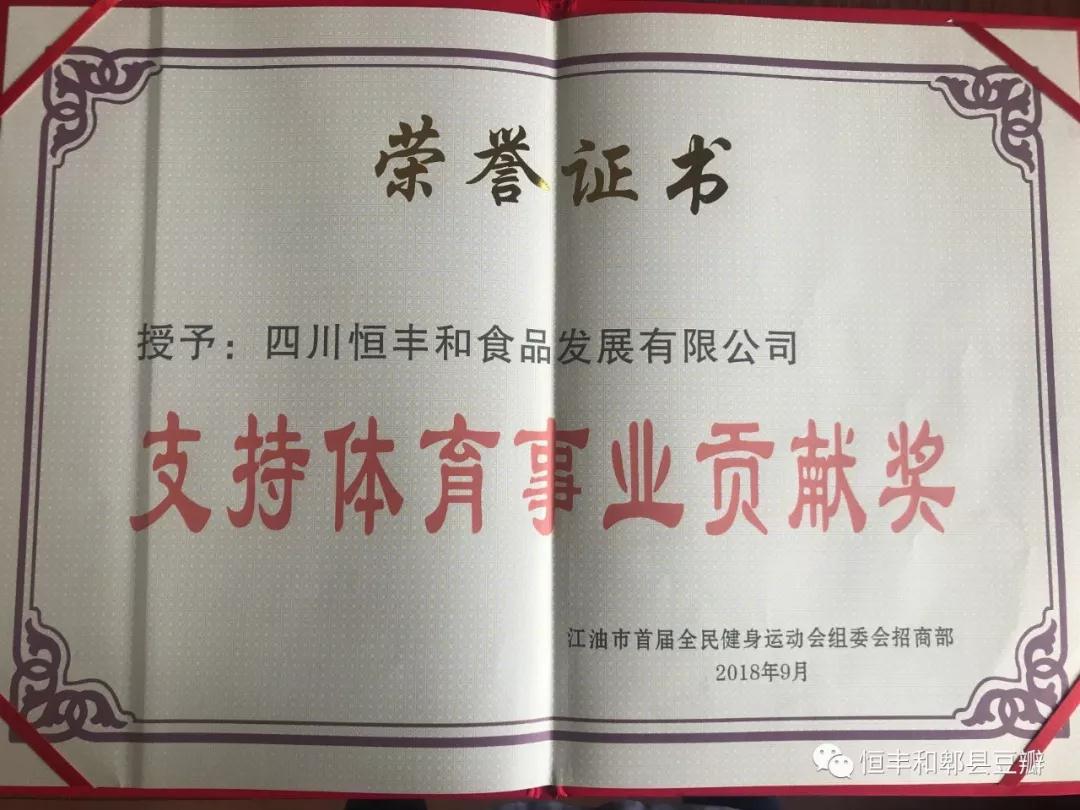 荣誉证书
授予：四川恒丰和食品发展有限公司
支持体育事业贡献奖
江油市首届全民健身运动会组委会招商部
2018年9月
恒丰和郫县豆瓣